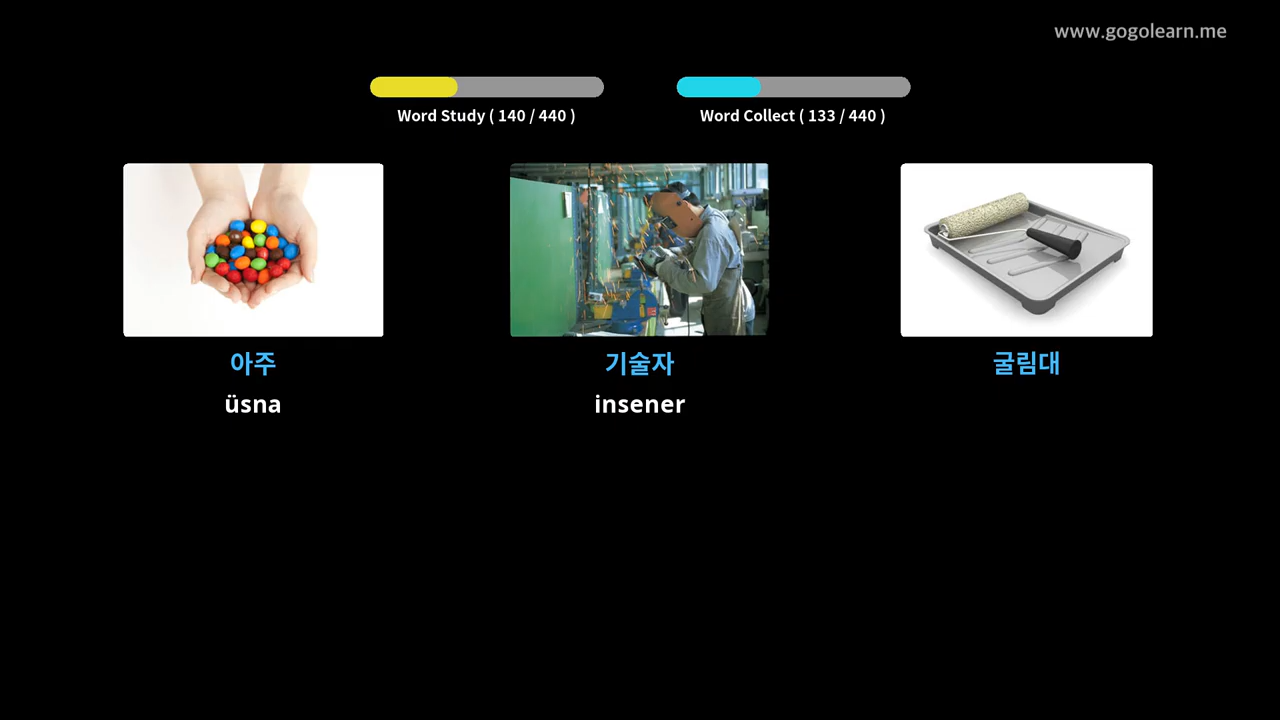 www.gogolearn.me
Word Study ( 140 / 440 )
Word Collect ( 133 / 440 )
아주
기술자
굴림대
üsna
insener